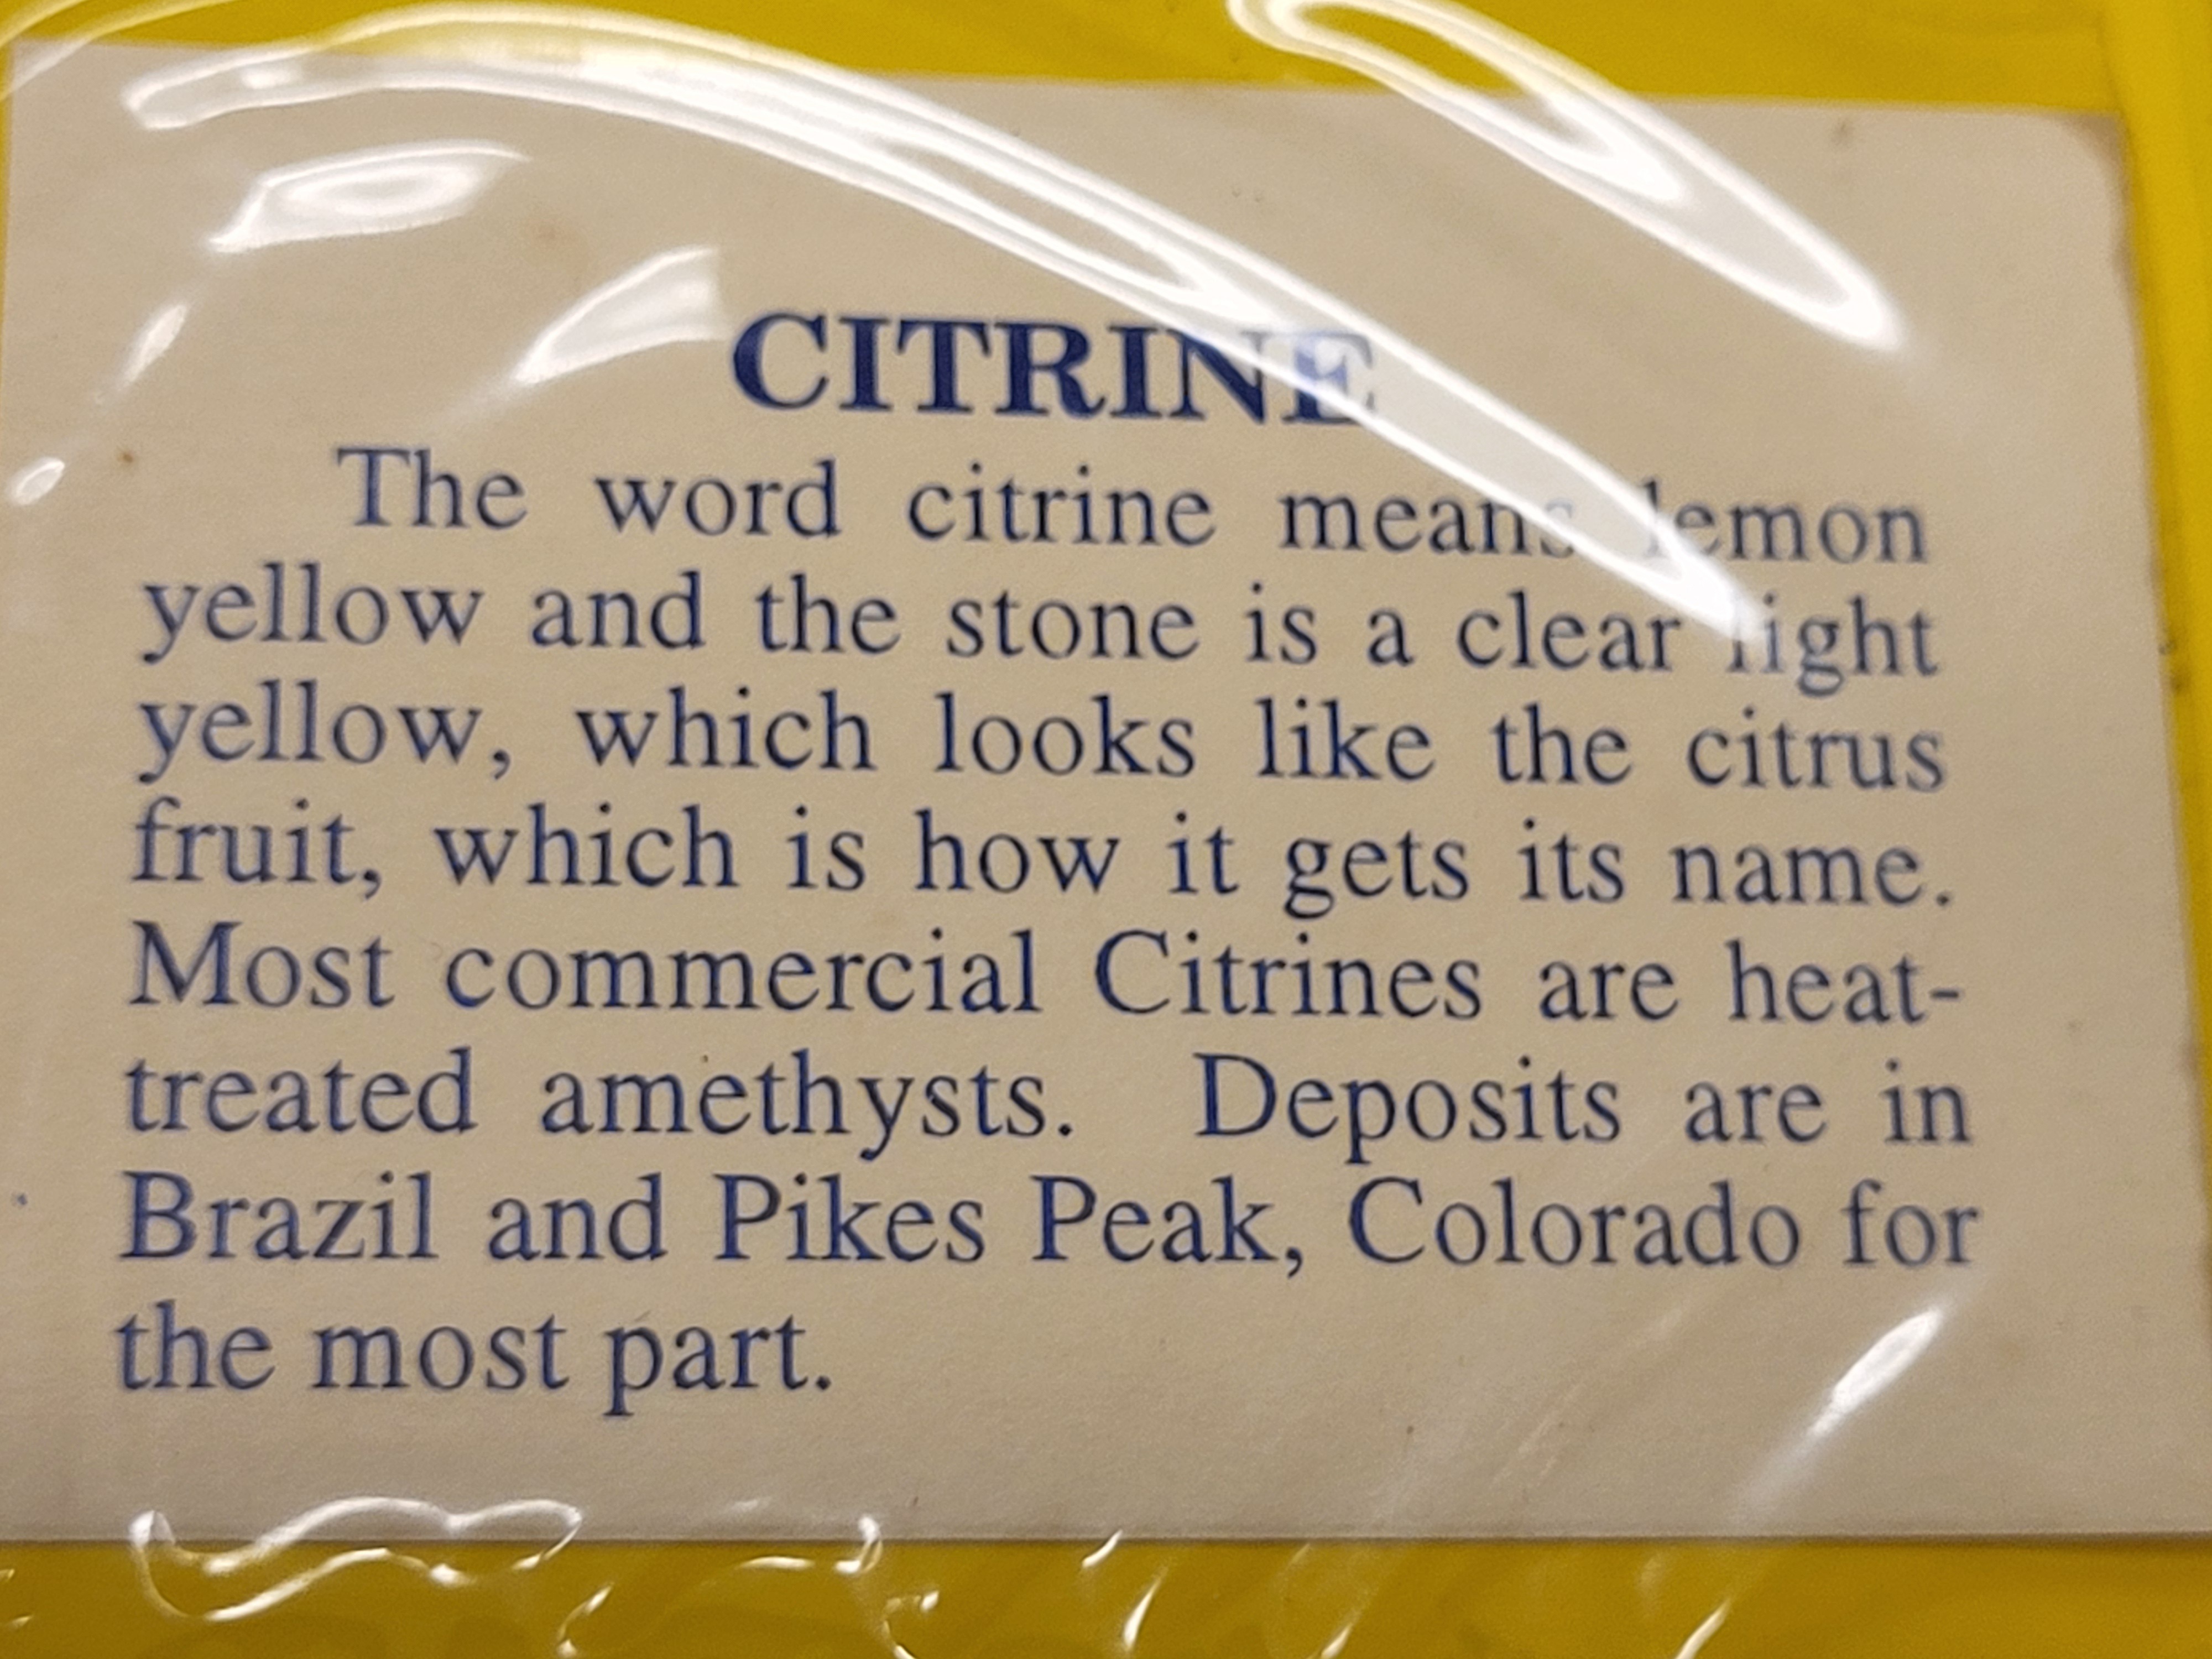 CITRINE
The word citrine means lemon
yellow and the stone is a clear light
yellow, which looks like the citrus
fruit, which is how it gets its name.
Most commercial Citrines are heat-
treated amethysts. Deposits are in
Brazil and Pikes Peak, Colorado for
the most part.